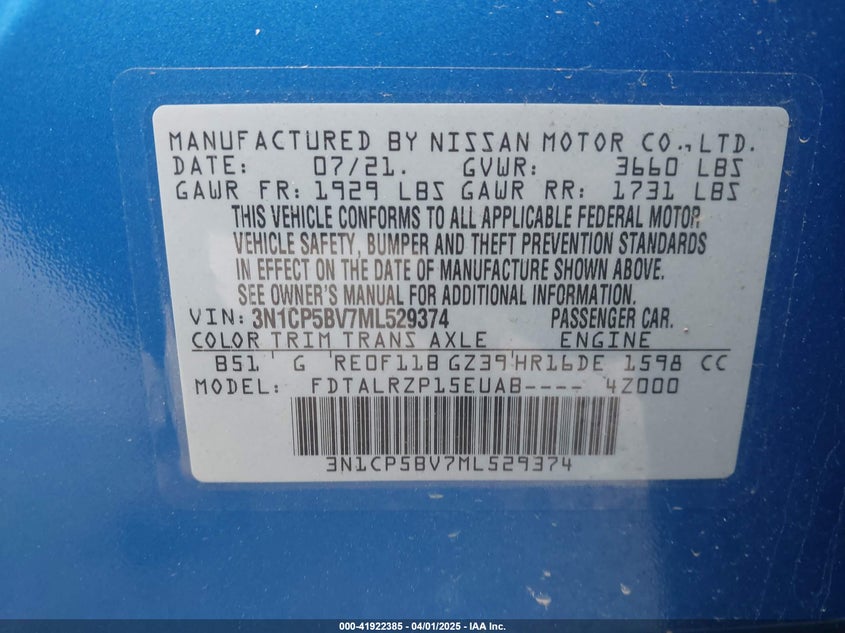 MANUFACTURED BY NISSAN MOTOR CO., LTD.
DATE: 07/21. GVWR: 3660 LBS
GAWR FR: 1929 LBS GAWR RR: 1731 LBS
THIS VEHICLE CONFORMS TO ALL APPLICABLE FEDERAL MOTOR
VEHICLE SAFETY, BUMPER AND THEFT PREVENTION STANDARDS
IN EFFECT ON THE DATE OF MANUFACTURE SHOWN ABOVE.
SEE OWNER'S MANUAL FOR ADDITIONAL INFORMATION.
VIN: 3N1CP5BV7ML529374 PASSENGER CAR.
COLOR TRIM TRANS AXLE ENGINE
B51 G RE0F11B GZ39 HR16DE 1598 CC
MODEL: FDTALRZP15EUAB---- 4Z000
3N1CP5BV7ML529374
000-41922385 - 04/01/2025 - IAA Inc.